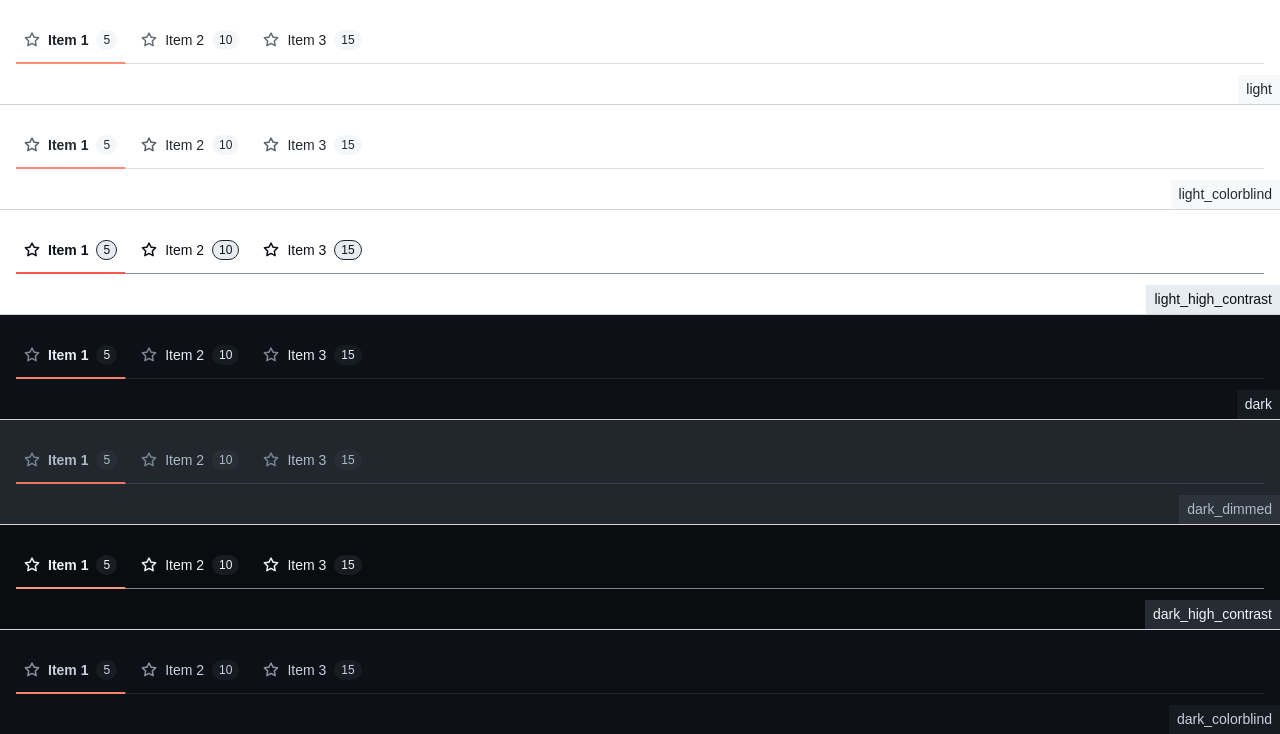 Item 1 5 Item 2 10 Item 3 15
light
Item 1 5 Item 2 10 Item 3 15
light_colorblind
Item 1 5 Item 2 10 Item 3 15
light_high_contrast
Item 1 5 Item 2 10 Item 3 15
dark
Item 1 5 Item 2 10 Item 3 15
dark_dimmed
Item 1 5 Item 2 10 Item 3 15
dark_high_contrast
Item 1 5 Item 2 10 Item 3 15
dark_colorblind